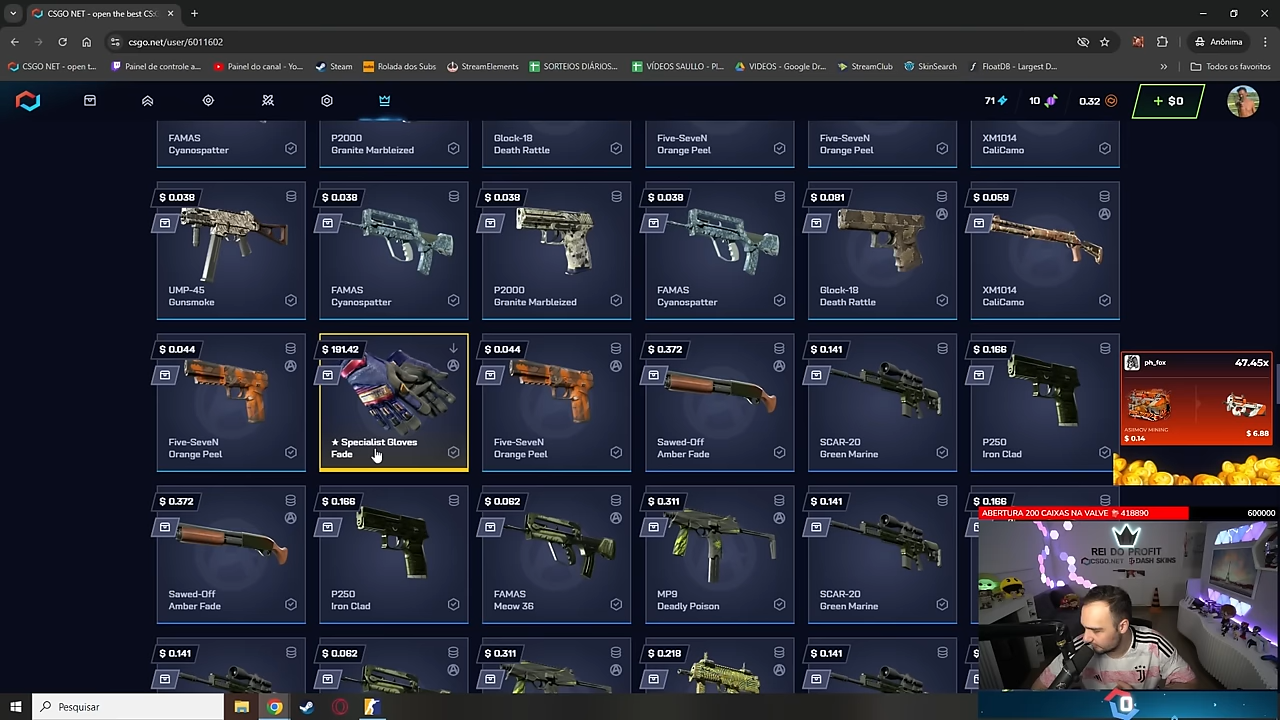 CSGO NET - open the best CS:
csgo.net/user/6011602
Anônima
CSGO NET - open t...
Painel de controle a...
Painel do canal - Yo...
Steam
Rolada dos Subs
StreamElements
SORTEIOS DIÁRIOS...
VÍDEOS SAULLO - Pl...
VIDEOS - Google Dr...
StreamClub
SkinSearch
FloatDB - Largest D...
Todos os favoritos
71
10
0.32
+ $0
FAMAS
Cyanospatter
P2000
Granite Marbleized
Glock-18
Death Rattle
Five-SeveN
Orange Peel
Five-SeveN
Orange Peel
XM1014
CaliCamo
$ 0.038
UMP-45
Gunsmoke
$ 0.038
FAMAS
Cyanospatter
$ 0.038
P2000
Granite Marbleized
$ 0.038
FAMAS
Cyanospatter
$ 0.081
Glock-18
Death Rattle
$ 0.059
XM1014
CaliCamo
$ 0.044
Five-SeveN
Orange Peel
$ 191.42
★ Specialist Gloves
Fade
$ 0.044
Five-SeveN
Orange Peel
$ 0.372
Sawed-Off
Amber Fade
$ 0.141
SCAR-20
Green Marine
$ 0.166
P250
Iron Clad
ph_fox
47.45x
ASIIMOV MINING
$ 0.14
$ 6.88
$ 0.372
Sawed-Off
Amber Fade
$ 0.166
P250
Iron Clad
$ 0.062
FAMAS
Meow 36
$ 0.311
MP9
Deadly Poison
$ 0.141
SCAR-20
Green Marine
$ 0.166
ABERTURA 200 CAIXAS NA VALVE 418890
600000
REI DO PROFIT
CSGO.NET DASH SKINS
$ 0.141
$ 0.062
$ 0.311
$ 0.219
$ 0.141
Pesquisar